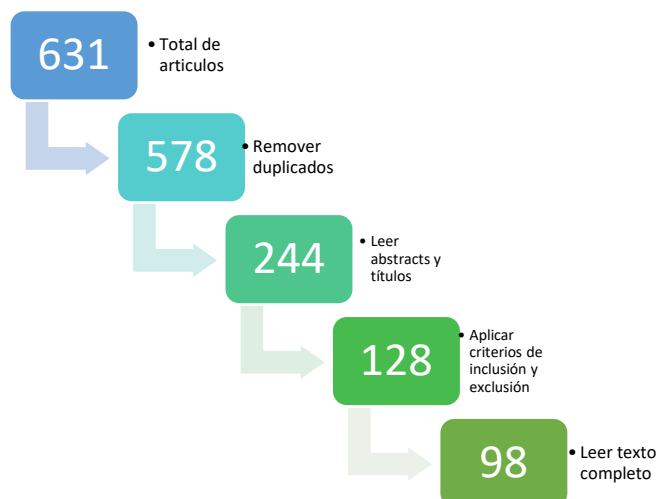 631
• Total de
articulos
578
• Remover
duplicados
244
• Leer
abstracts y
títulos
128
• Aplicar
criterios de
inclusión y
exclusión
98
• Leer texto
completo